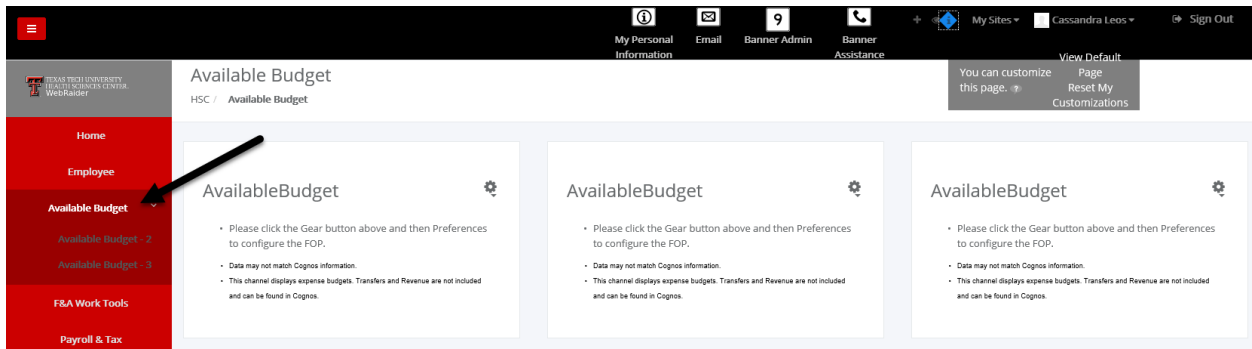 My Personal
Information
Email
9
Banner Admin
Banner
Assistance
My Sites
Cassandra Leos
Sign Out
View Default
Page
Reset My
Customizations
You can customize
this page.
TEXAS TECH UNIVERSITY
HEALTH SCIENCES CENTER
WebRaider
Available Budget
HSC / Available Budget
Home
Employee
Available Budget
Available Budget - 2
Available Budget - 3
F&A Work Tools
Payroll & Tax
AvailableBudget
• Please click the Gear button above and then Preferences
to configure the FOP.
• Data may not match Cognos information.
• This channel displays expense budgets. Transfers and Revenue are not included
and can be found in Cognos.
AvailableBudget
• Please click the Gear button above and then Preferences
to configure the FOP.
• Data may not match Cognos information.
• This channel displays expense budgets. Transfers and Revenue are not included
and can be found in Cognos.
AvailableBudget
• Please click the Gear button above and then Preferences
to configure the FOP.
• Data may not match Cognos information.
• This channel displays expense budgets. Transfers and Revenue are not included
and can be found in Cognos.